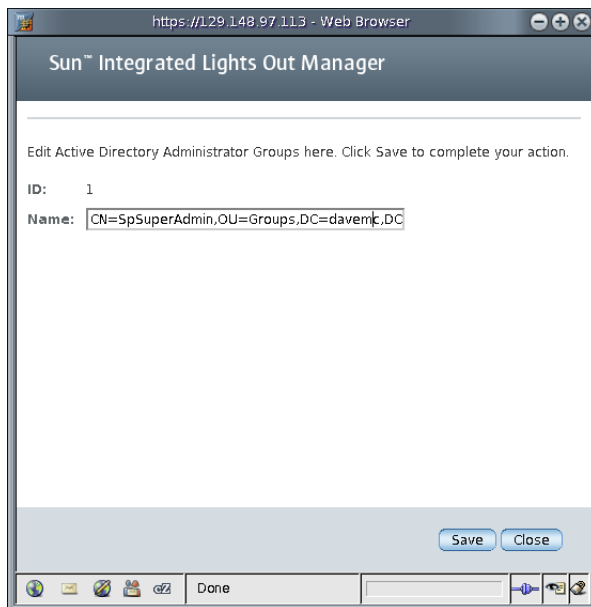 https://129.148.97.113 - Web Browser
Sun™ Integrated Lights Out Manager
Edit Active Directory Administrator Groups here. Click Save to complete your action.
ID: 1
Name: CN=SpSuperAdmin,OU=Groups,DC=davemc,DC
Save Close
Done